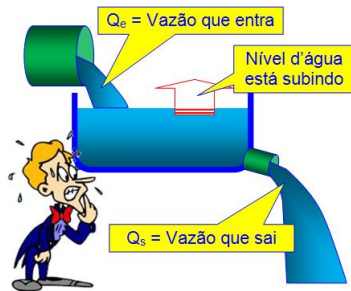 Qe = Vazão que entra
Nível d'água
está subindo
Qs = Vazão que sai